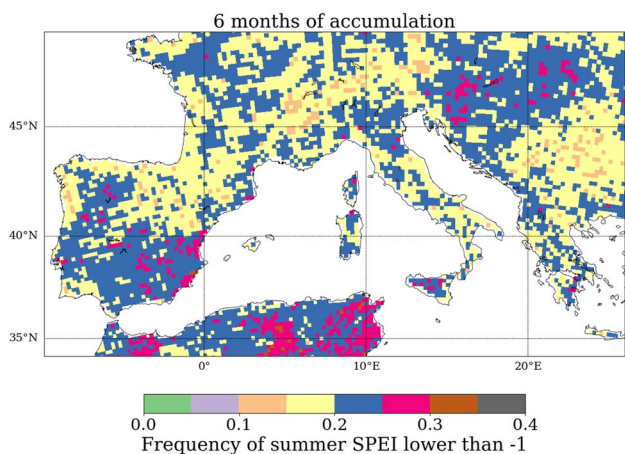 6 months of accumulation
45°N
40°N
35°N
0°
10°E
20°E
0.0
0.1
0.2
0.3
0.4
Frequency of summer SPEI lower than -1